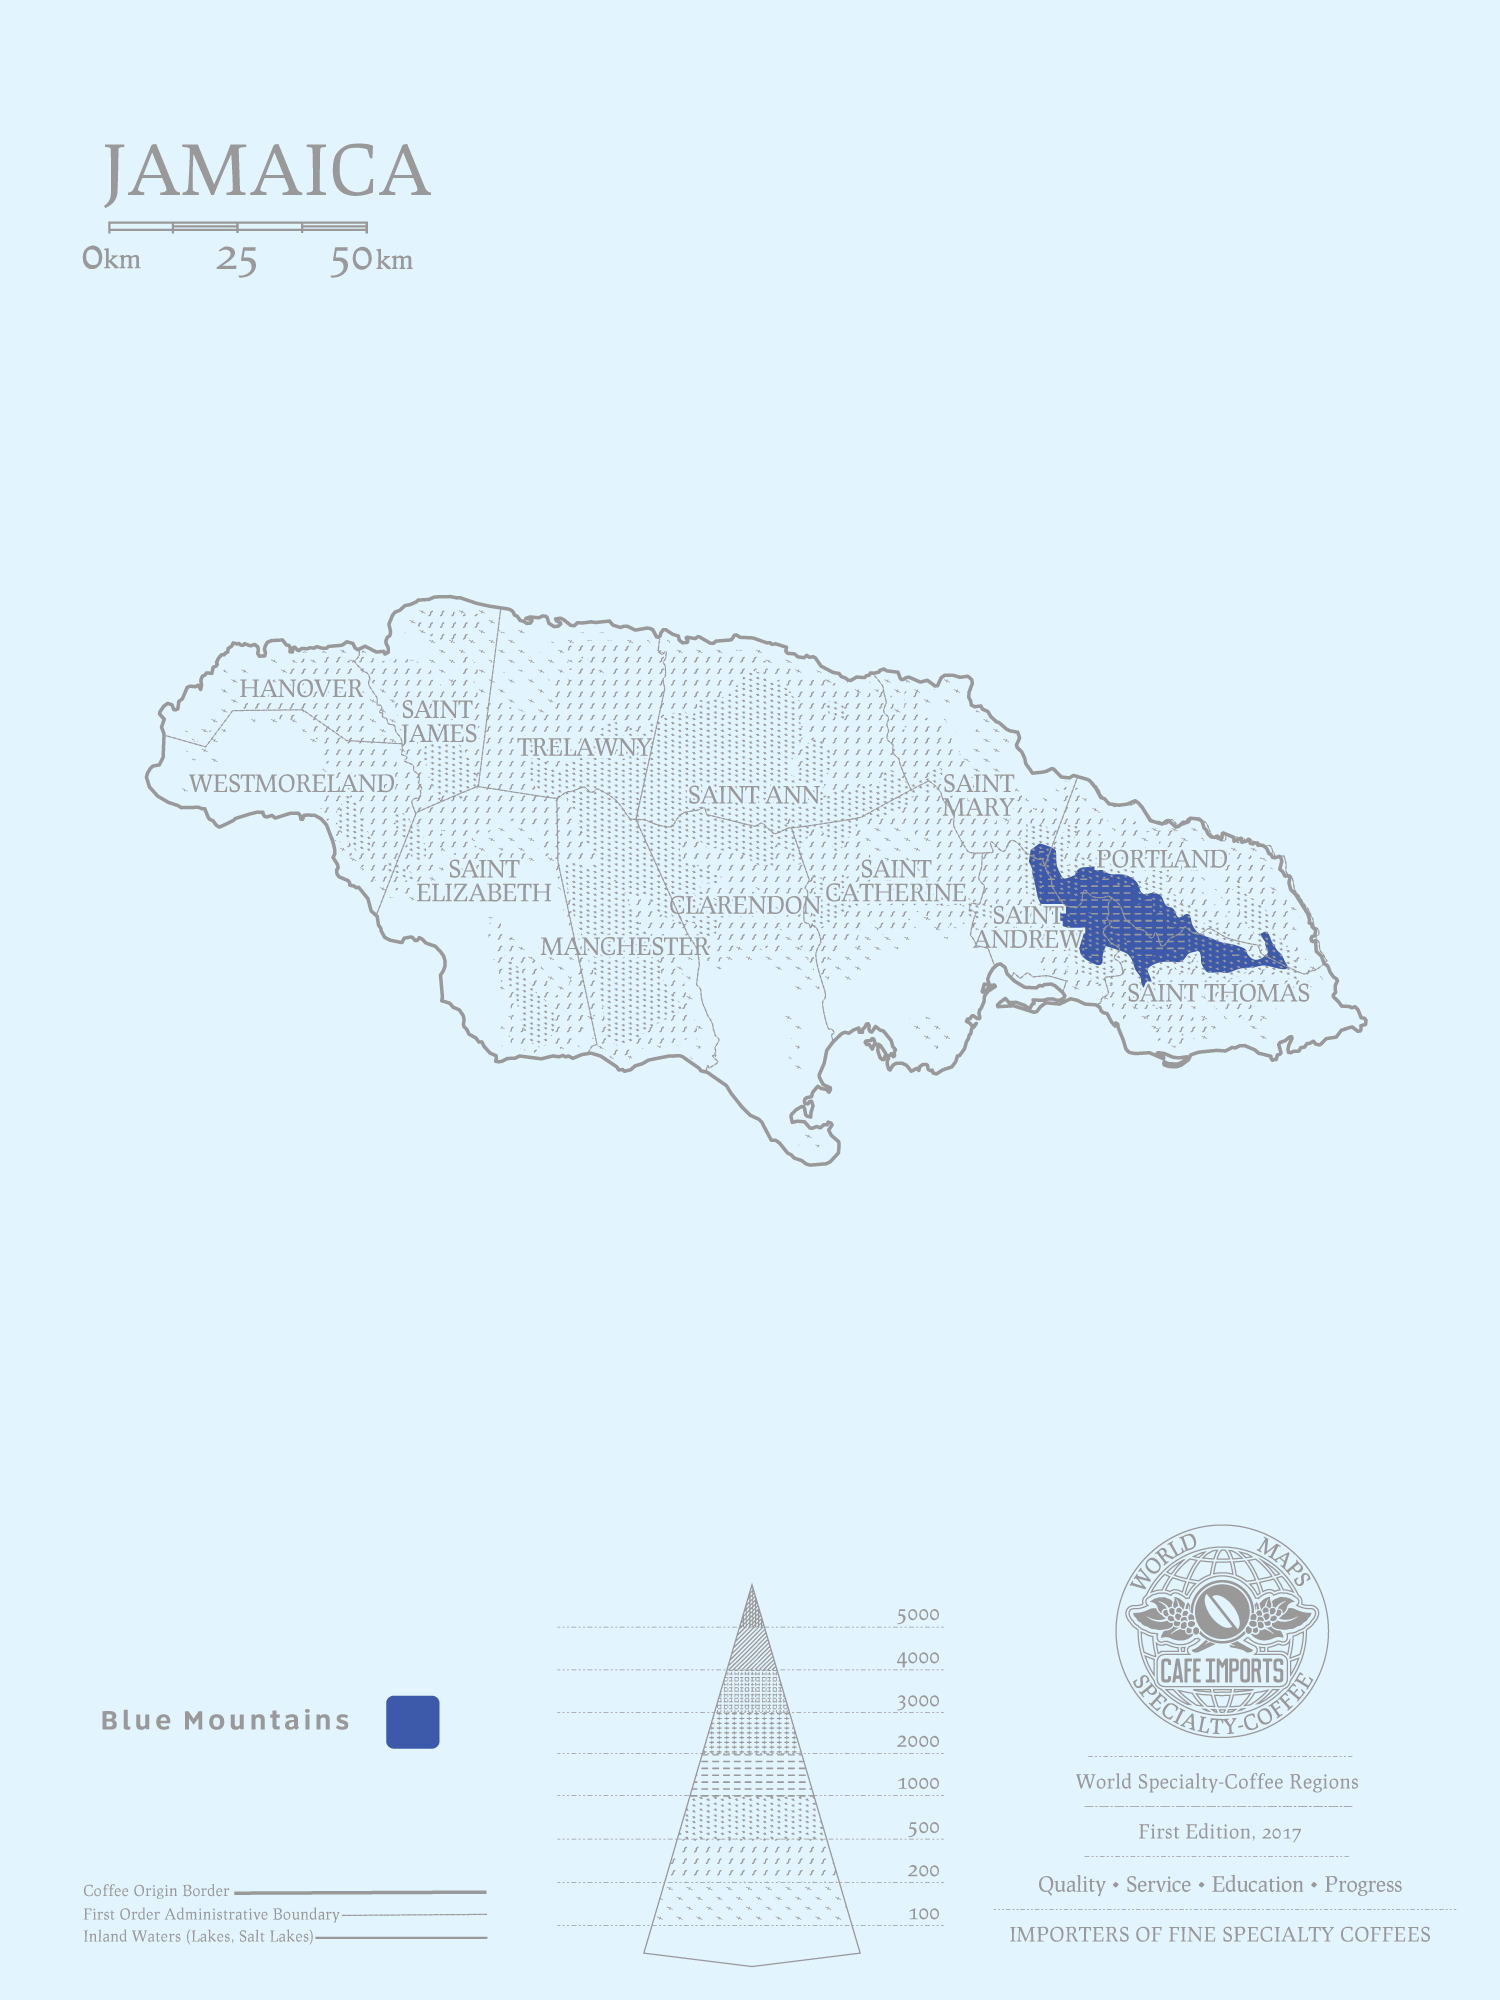 JAMAICA
0km 25 50km
HANOVER
SAINT
JAMES
TRELAWNY
WESTMORELAND
SAINT ANN
SAINT
MARY
SAINT
ELIZABETH
SAINT
CATHERINE
PORTLAND
CLARENDON
SAINT
ANDREW
MANCHESTER
SAINT THOMAS
Blue Mountains
Coffee Origin Border
First Order Administrative Boundary
Inland Waters (Lakes, Salt Lakes)
5000
4000
3000
2000
1000
500
200
100
WORLD MAPS
CAFE IMPORTS
SPECIALTY-COFFEE
World Specialty-Coffee Regions
First Edition, 2017
Quality • Service • Education • Progress
IMPORTERS OF FINE SPECIALTY COFFEES